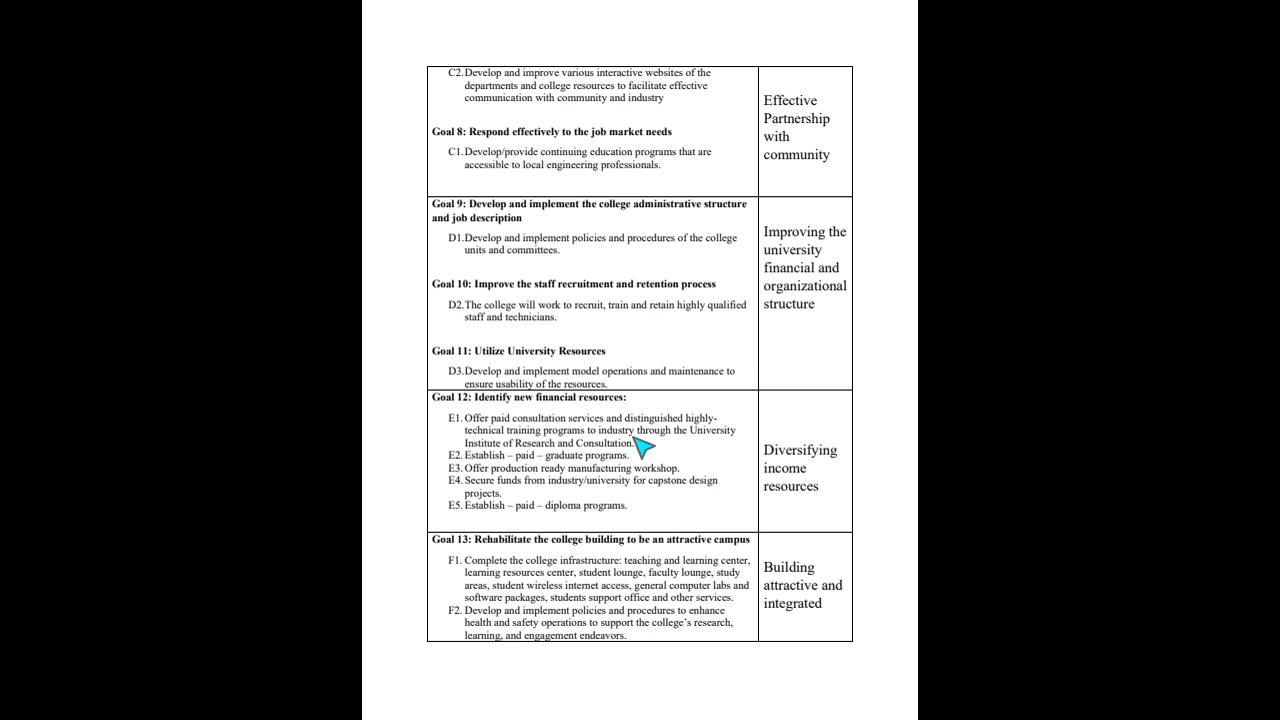 C2. Develop and improve various interactive websites of the
departments and college resources to facilitate effective
communication with community and industry
Goal 8: Respond effectively to the job market needs
C1. Develop/provide continuing education programs that are
accessible to local engineering professionals.
Effective
Partnership
with
community
Goal 9: Develop and implement the college administrative structure
and job description
D1. Develop and implement policies and procedures of the college
units and committees.
Goal 10: Improve the staff recruitment and retention process
D2. The college will work to recruit, train and retain highly qualified
staff and technicians.
Goal 11: Utilize University Resources
D3. Develop and implement model operations and maintenance to
ensure usability of the resources.
Improving the
university
financial and
organizational
structure
Goal 12: Identify new financial resources:
E1. Offer paid consultation services and distinguished highly-
technical training programs to industry through the University
Institute of Research and Consultation.
E2. Establish – paid – graduate programs.
E3. Offer production ready manufacturing workshop.
E4. Secure funds from industry/university for capstone design
projects.
E5. Establish – paid – diploma programs.
Diversifying
income
resources
Goal 13: Rehabilitate the college building to be an attractive campus
F1. Complete the college infrastructure: teaching and learning center,
learning resources center, student lounge, faculty lounge, study
areas, student wireless internet access, general computer labs and
software packages, students support office and other services.
F2. Develop and implement policies and procedures to enhance
health and safety operations to support the college's research,
learning, and engagement endeavors.
Building
attractive and
integrated